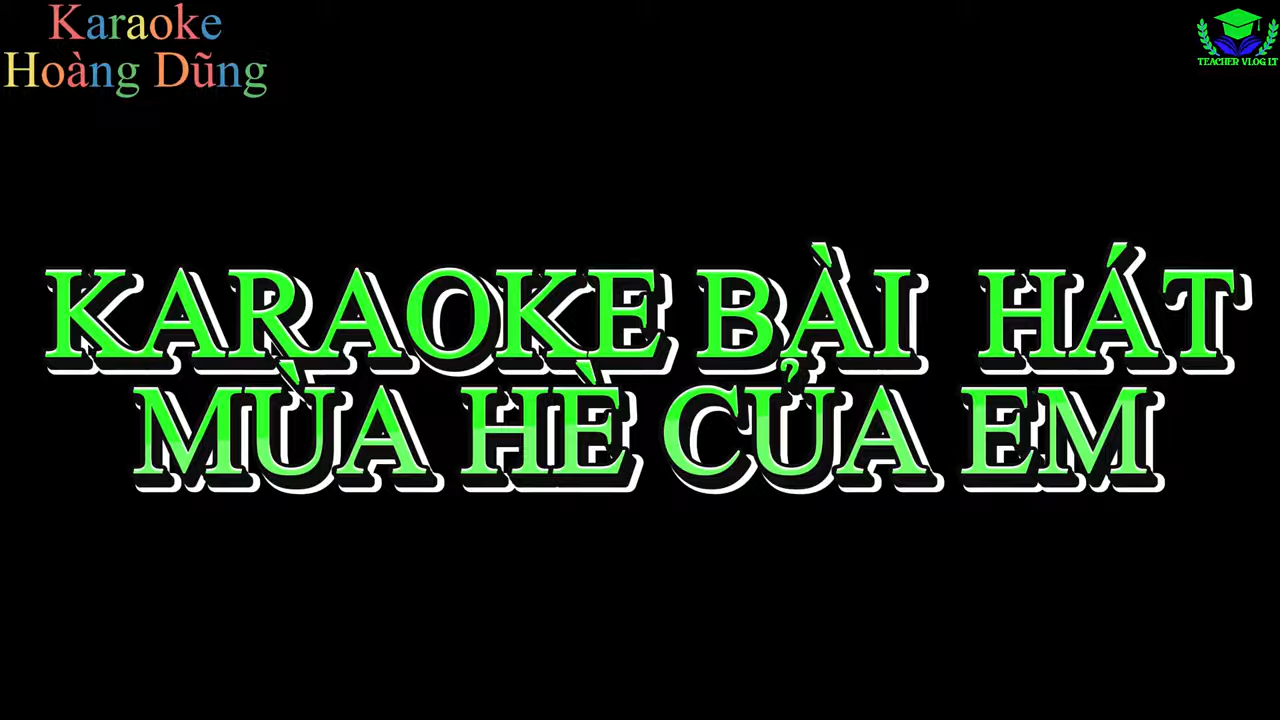 Karaoke
Hoàng Dũng
TEACHER VLOG LT
KARAOKE BÀI HÁT
MÙA HÈ CỦA EM